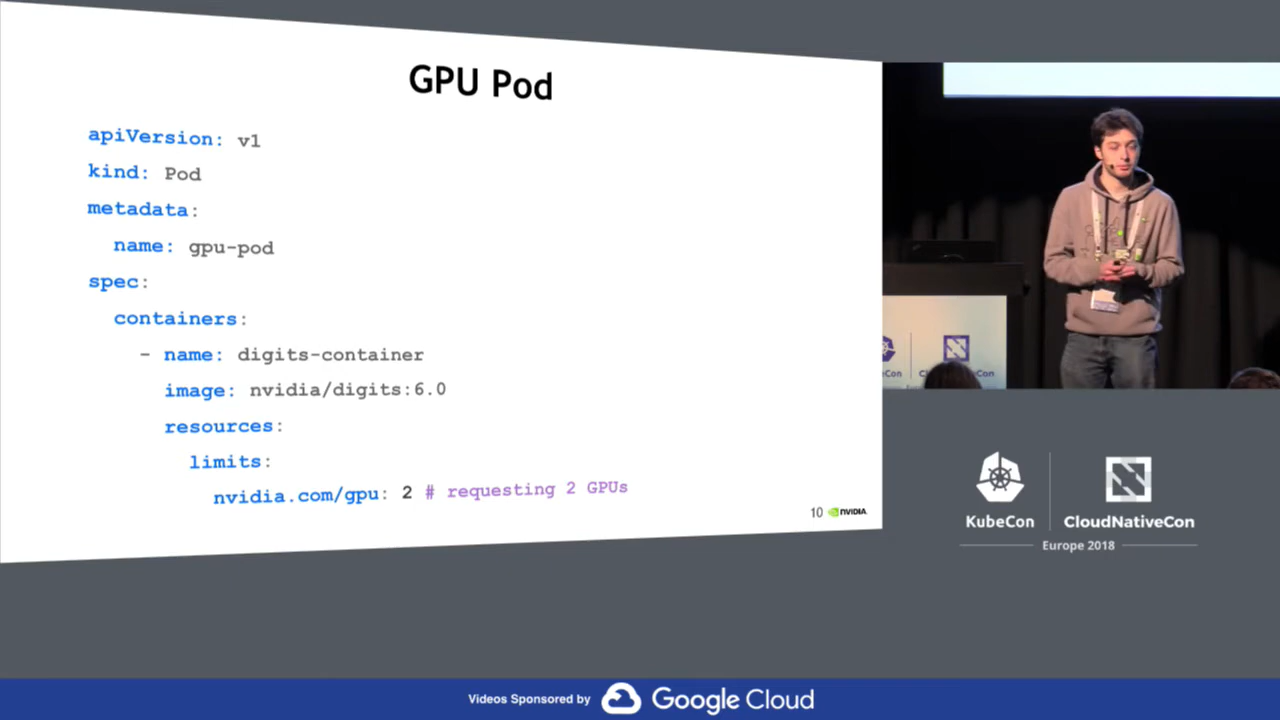 GPU Pod
apiVersion: v1
kind: Pod
metadata:
name: gpu-pod
spec:
containers:
- name: digits-container
image: nvidia/digits:6.0
resources:
limits:
nvidia.com/gpu: 2 # requesting 2 GPUs
10 NVIDIA
KubeCon
CloudNativeCon
Europe 2018
Videos Sponsored by Google Cloud